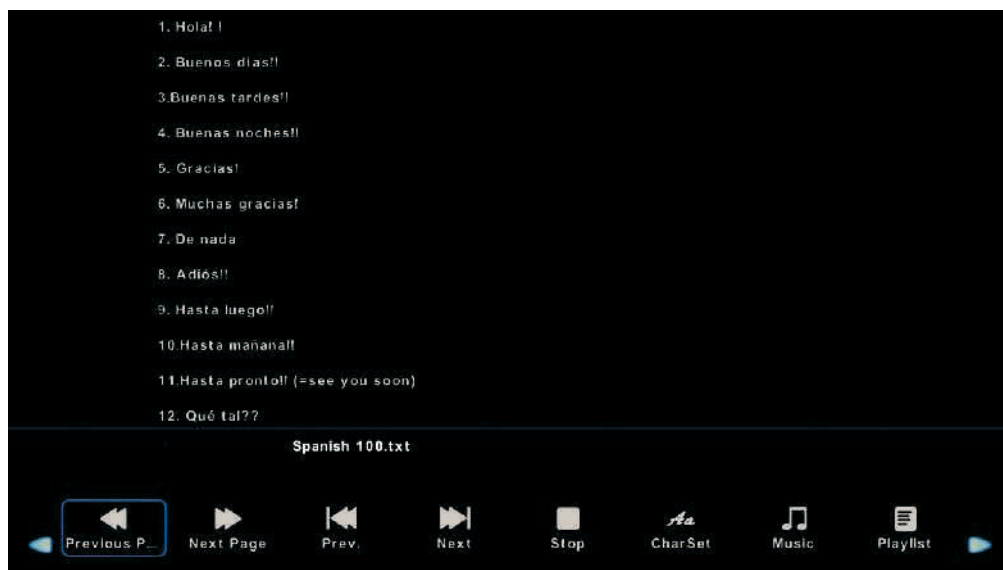 1. Hola! !
2. Buenos días!!
3.Buenas tardes!!
4. Buenas noches!!
5. Gracias!
6. Muchas gracias!
7. De nada
8. Adiós!!
9. Hasta luego!!
10.Hasta mañana!!
11.Hasta pronto!! (=see you soon)
12. Qué tal??
Spanish 100.txt
Previous P... Next Page Prev. Next Stop Aa CharSet Music Playlist